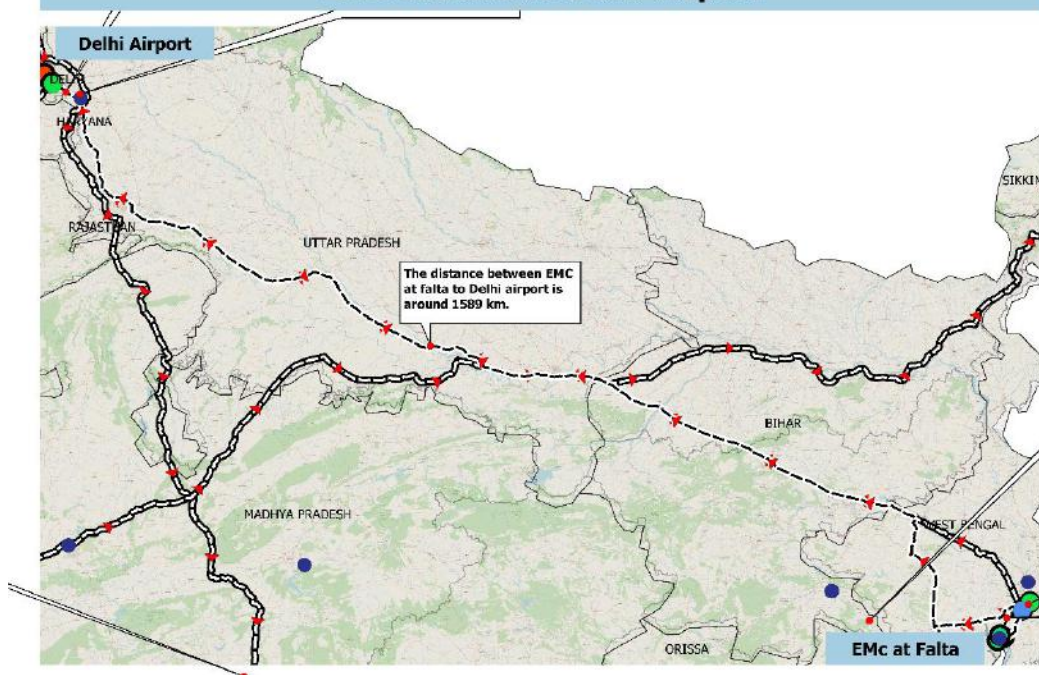 Delhi Airport
DELHI
HARYANA
RAJASTHAN
UTTAR PRADESH
SIKKIM
The distance between EMC
at falta to Delhi airport is
around 1589 km.
BIHAR
MADHYA PRADESH
WEST BENGAL
ORISSA
EMc at Falta